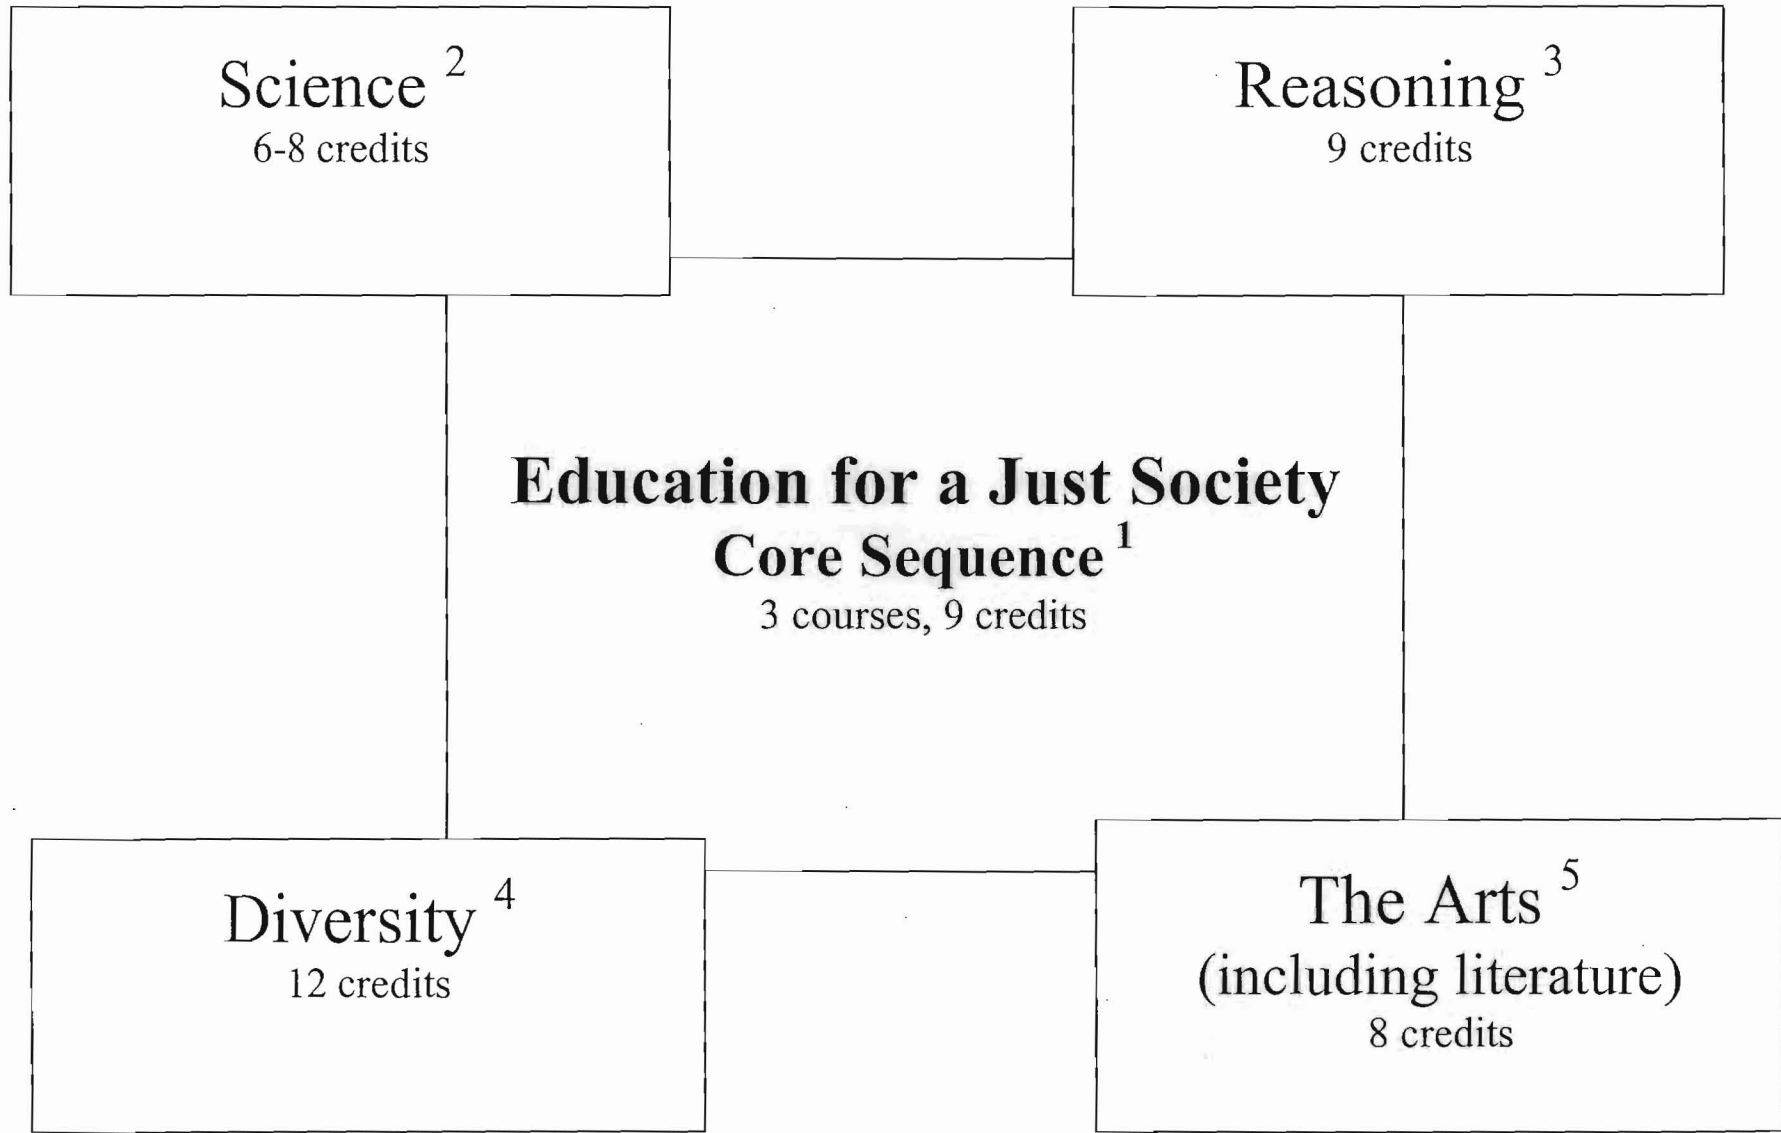 Science ²
6-8 credits
Reasoning ³
9 credits
Education for a Just Society
Core Sequence ¹
3 courses, 9 credits
Diversity ⁴
12 credits
The Arts ⁵
(including literature)
8 credits